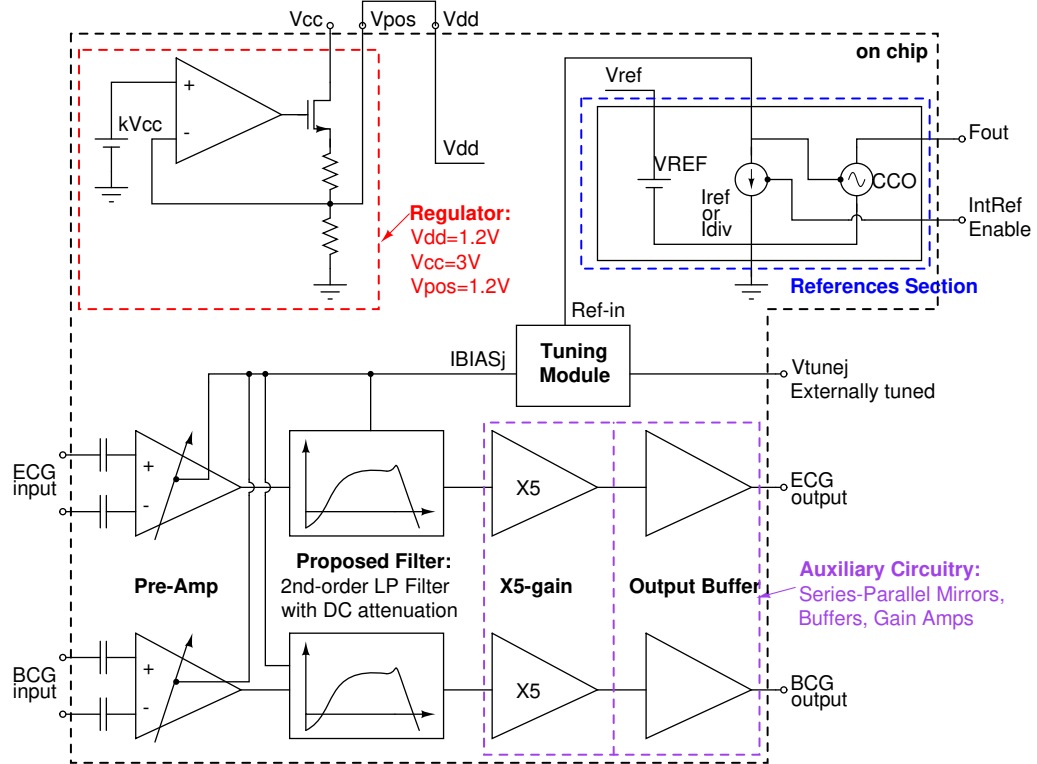 Vcc
Vpos
Vdd
on chip
+
-
kVcc
Vdd
Regulator:
Vdd=1.2V
Vcc=3V
Vpos=1.2V
Vref
VREF
Iref
or
Idiv
CCO
Fout
IntRef
Enable
References Section
Ref-in
IBIASj
Tuning
Module
Vtunej
Externally tuned
ECG
input
+
-
X5
ECG
output
Pre-Amp
Proposed Filter:
2nd-order LP Filter
with DC attenuation
X5-gain
Output Buffer
Auxiliary Circuitry:
Series-Parallel Mirrors,
Buffers, Gain Amps
BCG
input
+
-
X5
BCG
output